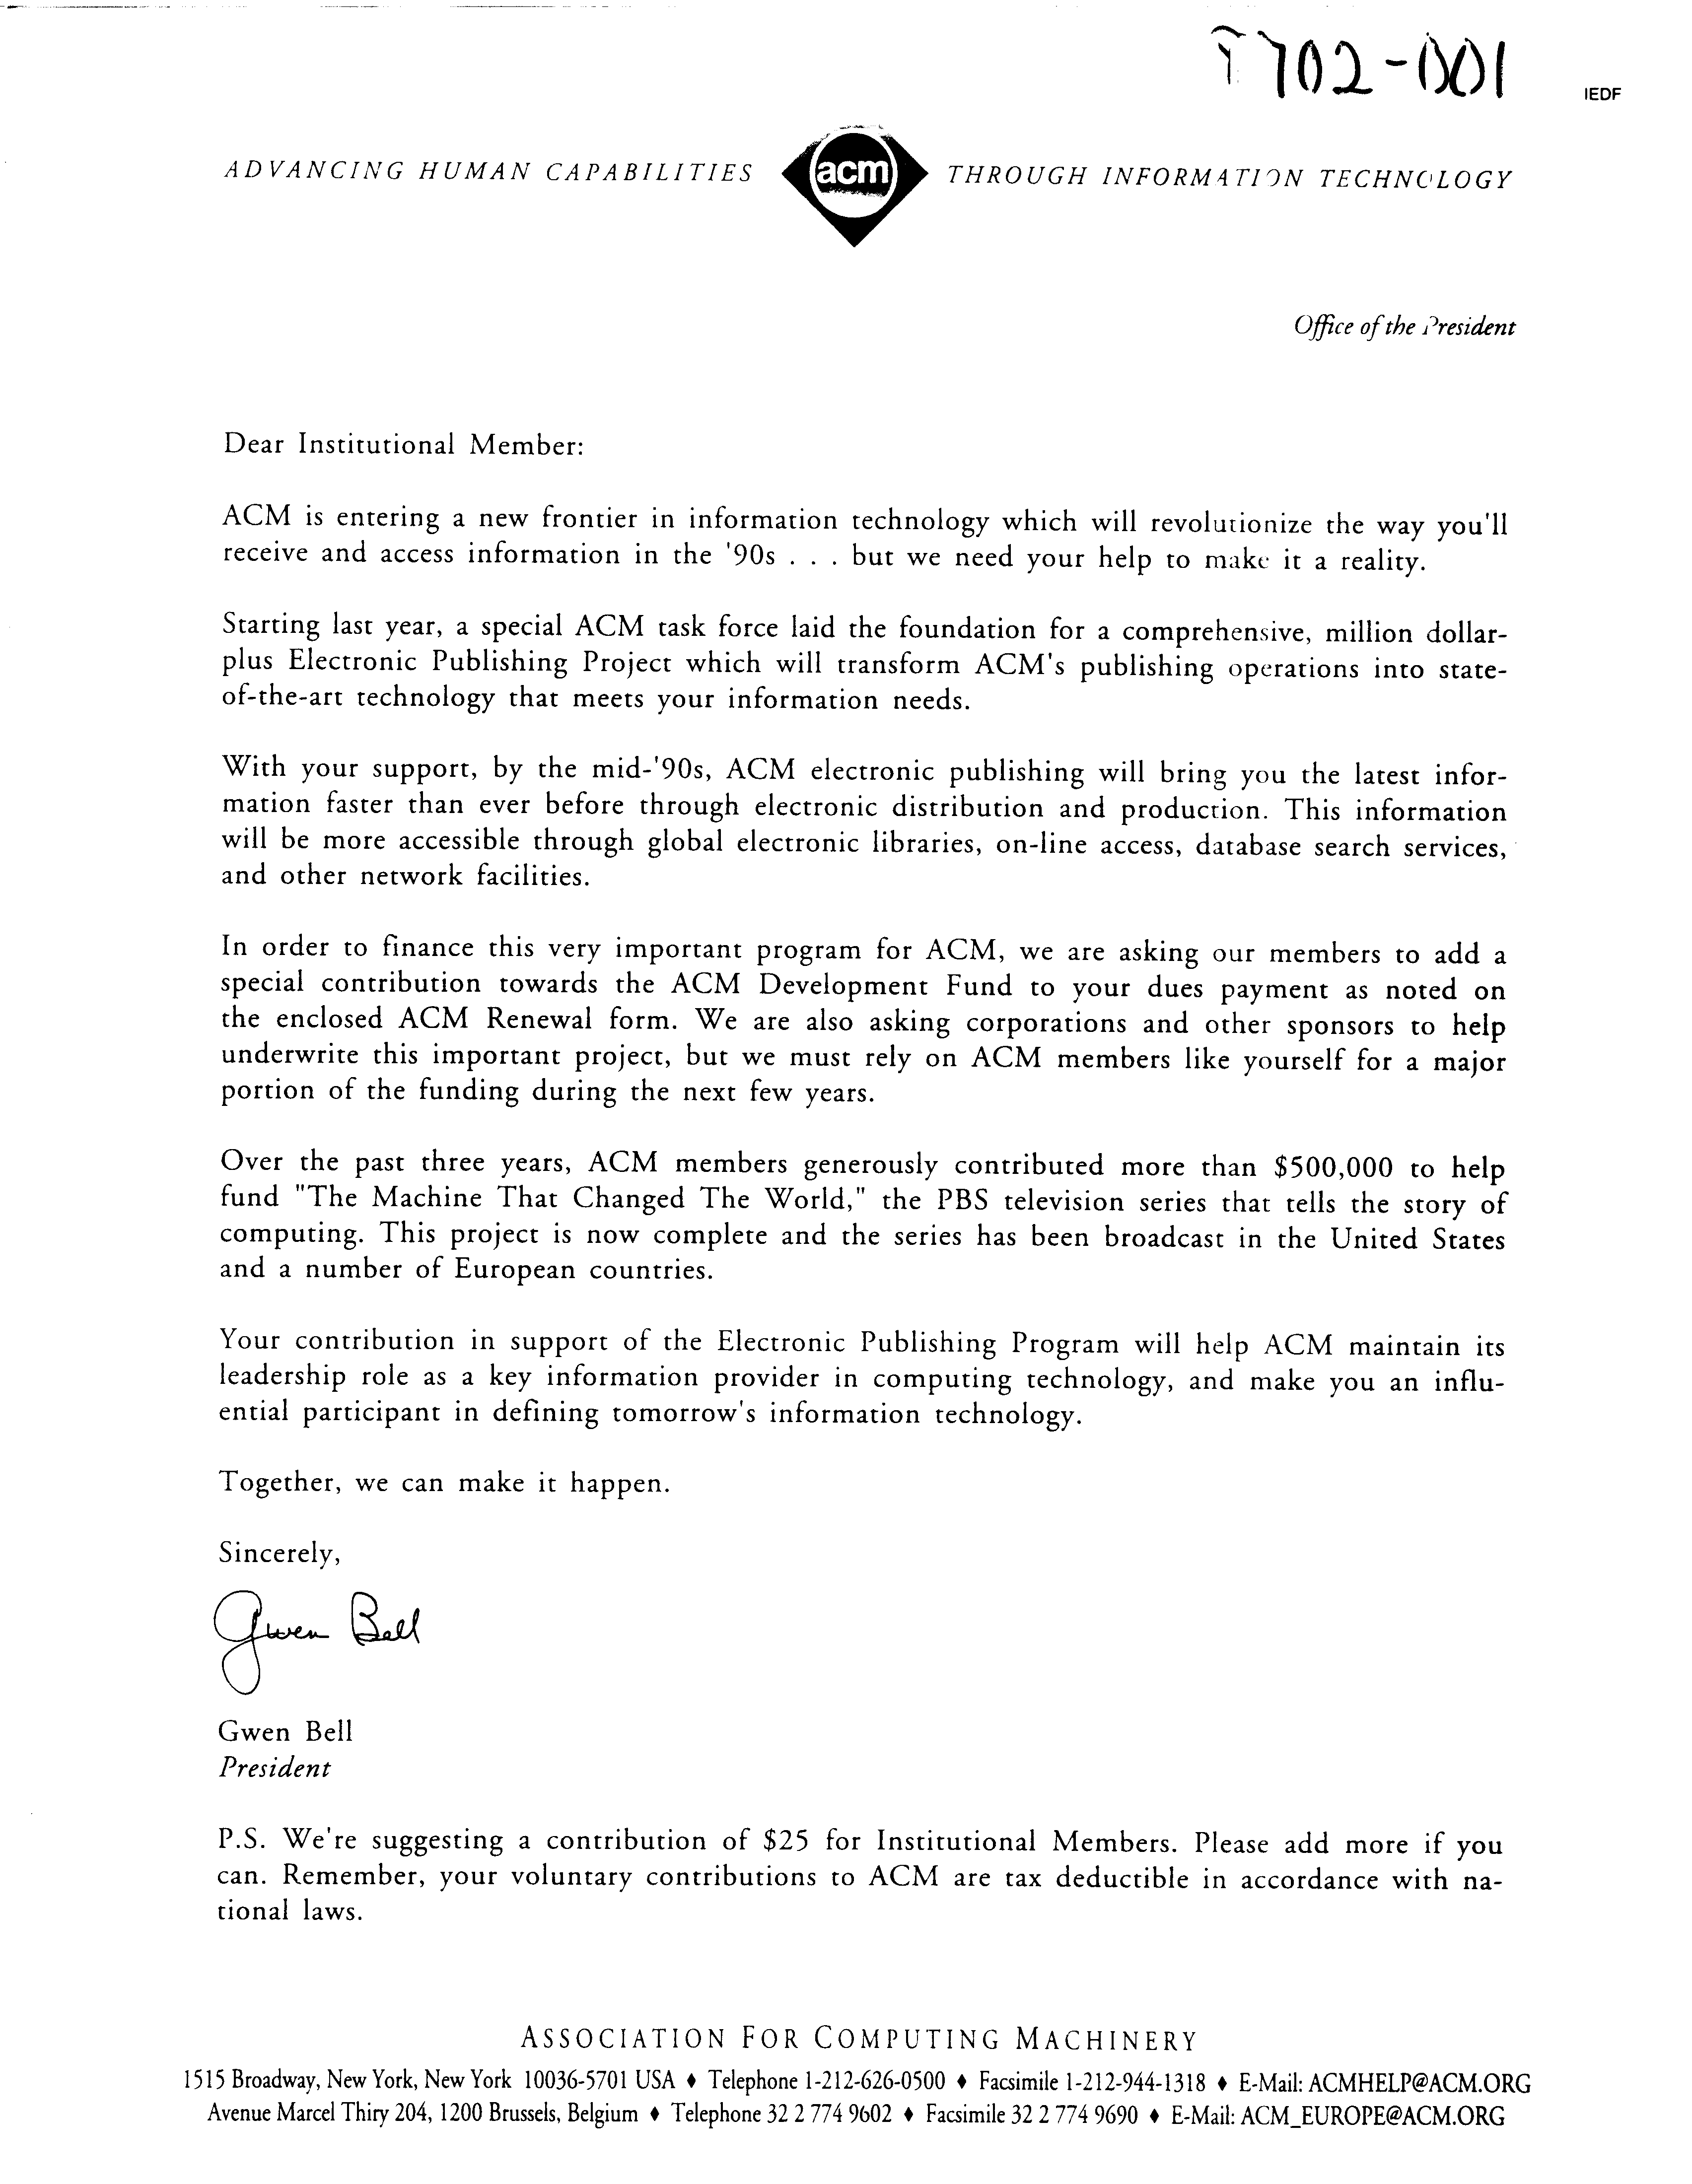 T702-001
IEDF
ADVANCING HUMAN CAPABILITIES acm THROUGH INFORMATION TECHNOLOGY
Office of the President
Dear Institutional Member:
ACM is entering a new frontier in information technology which will revolutionize the way you'll
receive and access information in the '90s . . . but we need your help to make it a reality.
Starting last year, a special ACM task force laid the foundation for a comprehensive, million dollar-
plus Electronic Publishing Project which will transform ACM's publishing operations into state-
of-the-art technology that meets your information needs.
With your support, by the mid-'90s, ACM electronic publishing will bring you the latest infor-
mation faster than ever before through electronic distribution and production. This information
will be more accessible through global electronic libraries, on-line access, database search services,
and other network facilities.
In order to finance this very important program for ACM, we are asking our members to add a
special contribution towards the ACM Development Fund to your dues payment as noted on
the enclosed ACM Renewal form. We are also asking corporations and other sponsors to help
underwrite this important project, but we must rely on ACM members like yourself for a major
portion of the funding during the next few years.
Over the past three years, ACM members generously contributed more than $500,000 to help
fund "The Machine That Changed The World," the PBS television series that tells the story of
computing. This project is now complete and the series has been broadcast in the United States
and a number of European countries.
Your contribution in support of the Electronic Publishing Program will help ACM maintain its
leadership role as a key information provider in computing technology, and make you an influ-
ential participant in defining tomorrow's information technology.
Together, we can make it happen.
Sincerely,
Gwen Bell
Gwen Bell
President
P.S. We're suggesting a contribution of $25 for Institutional Members. Please add more if you
can. Remember, your voluntary contributions to ACM are tax deductible in accordance with na-
tional laws.
ASSOCIATION FOR COMPUTING MACHINERY
1515 Broadway, New York, New York 10036-5701 USA ♦ Telephone 1-212-626-0500 ♦ Facsimile 1-212-944-1318 ♦ E-Mail: ACMHELP@ACM.ORG
Avenue Marcel Thiry 204, 1200 Brussels, Belgium ♦ Telephone 32 2 774 9602 ♦ Facsimile 32 2 774 9690 ♦ E-Mail: ACM_EUROPE@ACM.ORG